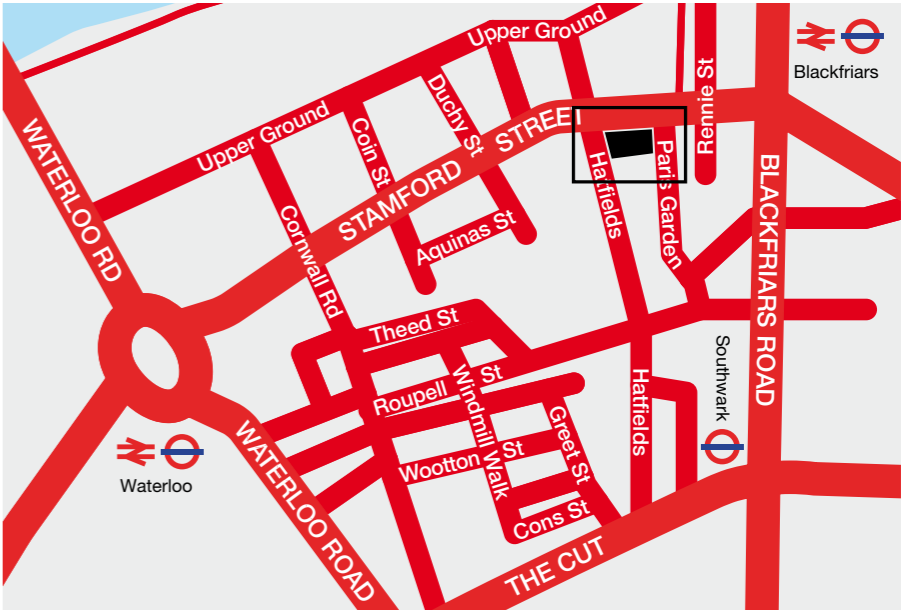 Upper Ground
Blackfriars
Rennie St
Duchy St
Upper Ground
Coin St
STAMFORD STREET
WATERLOO RD
Hatfields
Paris Garden
BLACKFRIARS ROAD
Cornwall Rd
Aquinas St
Theed St
Southwark
Roupell St
Windmill Walk
Hatfields
Greet St
WATERLOO ROAD
Wootton St
Waterloo
Cons St
THE CUT